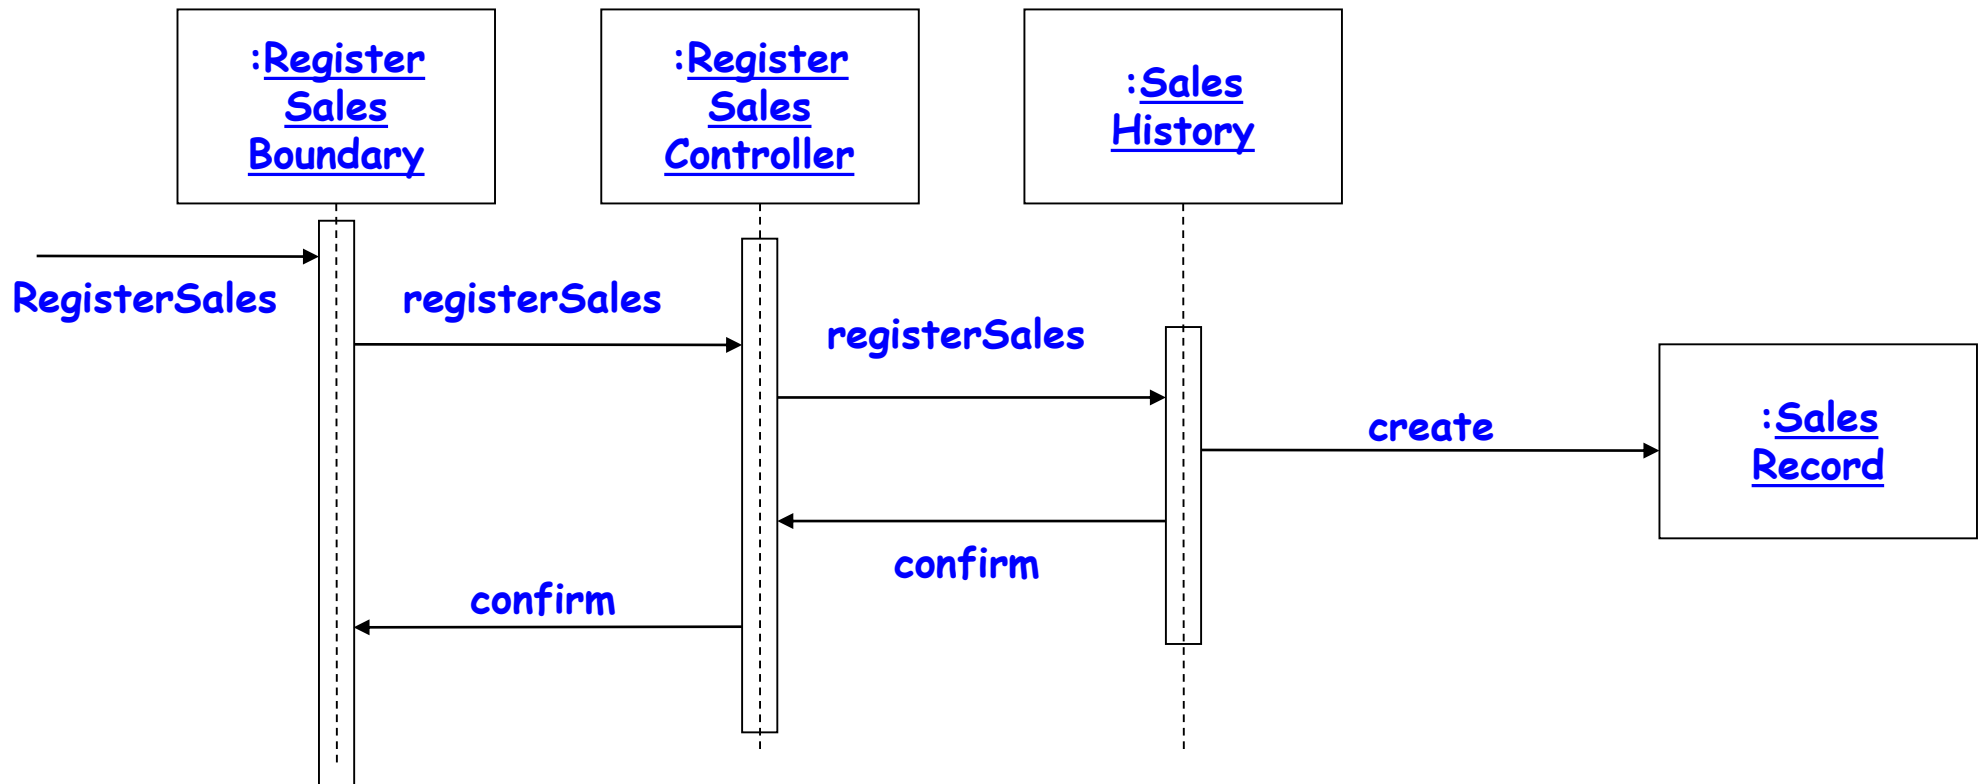 :Register
Sales
Boundary
:Register
Sales
Controller
:Sales
History
RegisterSales
registerSales
registerSales
create
:Sales
Record
confirm
confirm